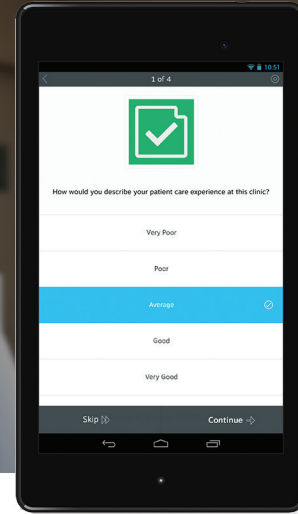 10:51
1 of 4
How would you describe your patient care experience at this clinic?
Very Poor
Poor
Average
Good
Very Good
Skip
Continue